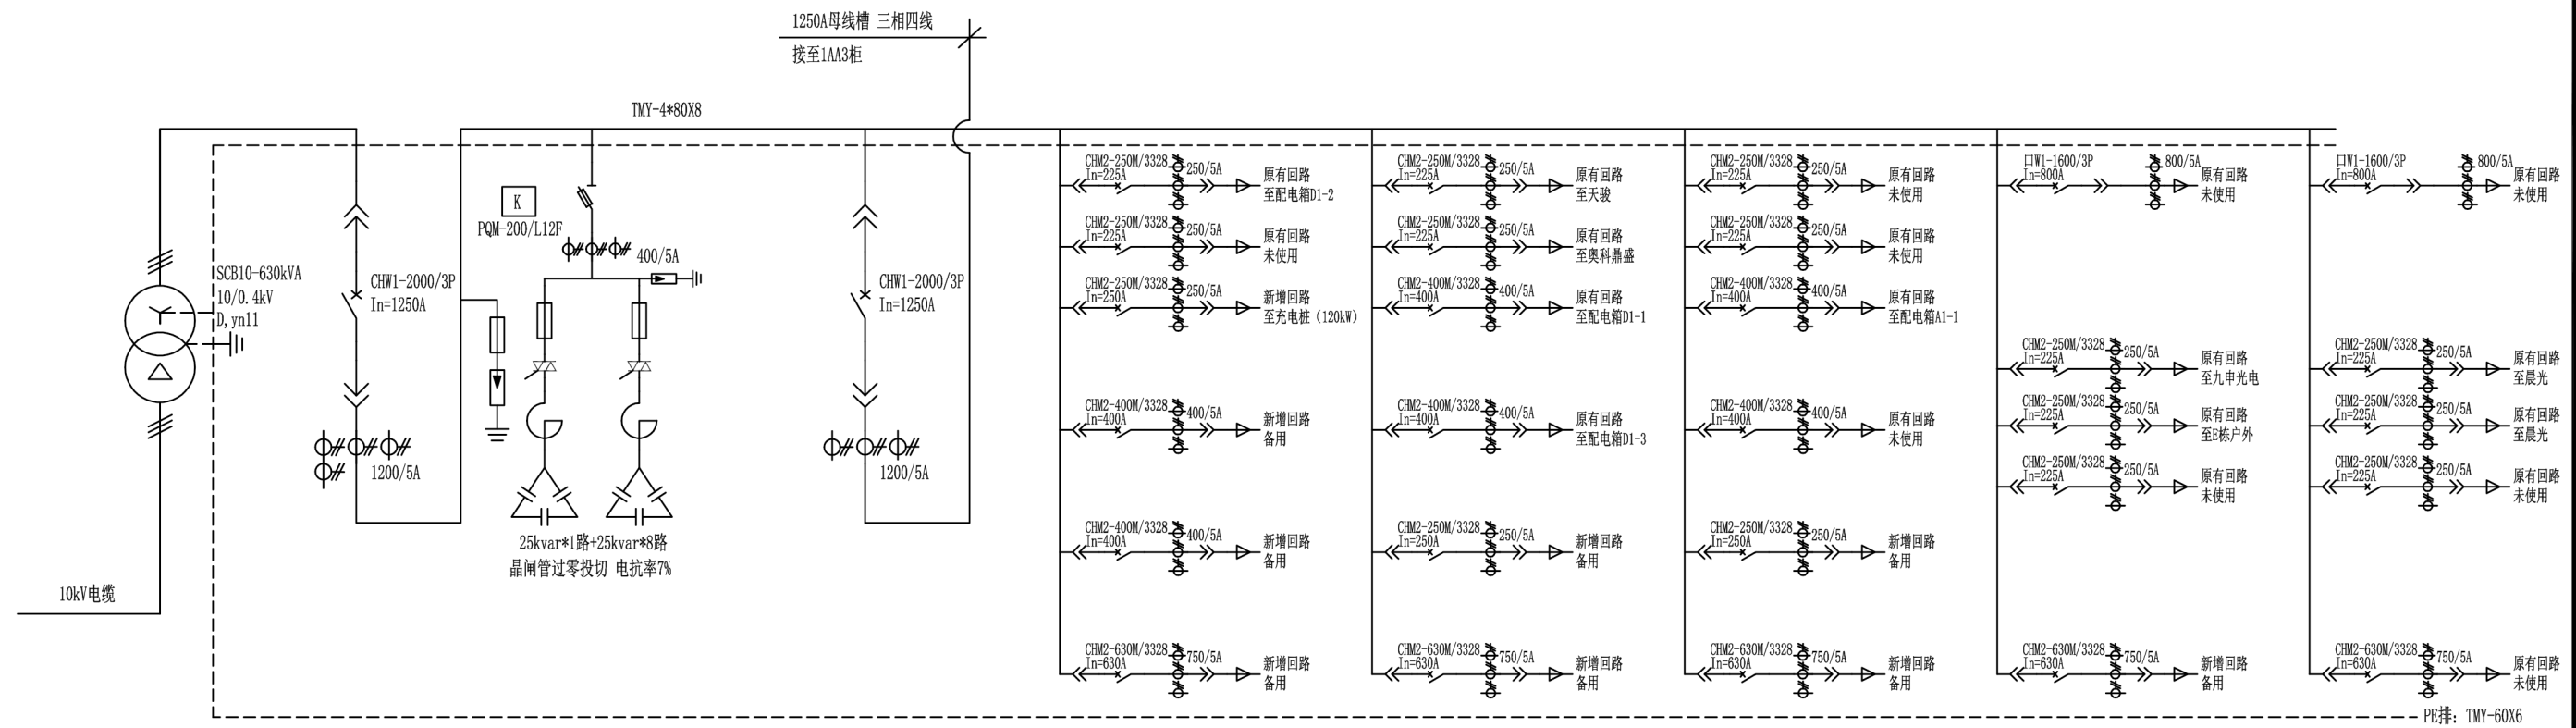 1250A母线槽 三相四线
接至1AA3柜
TMY-4*80X8
SCB10-630kVA
10/0.4kV
D,yn11
10kV电缆
CHW1-2000/3P
In=1250A
1200/5A
K
PQM-200/L12F
400/5A
25kvar*1路+25kvar*8路
晶闸管过零投切 电抗率7%
CHW1-2000/3P
In=1250A
1200/5A
CHM2-250M/3328
In=225A
250/5A
原有回路
至配电箱D1-2
CHM2-250M/3328
In=225A
250/5A
原有回路
未使用
CHM2-250M/3328
In=250A
250/5A
新增回路
至充电桩（120kW）
CHM2-400M/3328
In=400A
400/5A
新增回路
备用
CHM2-400M/3328
In=400A
400/5A
新增回路
备用
CHM2-630M/3328
In=630A
750/5A
新增回路
备用
CHM2-250M/3328
In=225A
250/5A
原有回路
至天骏
CHM2-250M/3328
In=225A
250/5A
原有回路
至奥科鼎盛
CHM2-400M/3328
In=400A
400/5A
原有回路
至配电箱D1-1
CHM2-400M/3328
In=400A
400/5A
原有回路
至配电箱D1-3
CHM2-250M/3328
In=250A
250/5A
新增回路
备用
CHM2-630M/3328
In=630A
750/5A
新增回路
备用
CHM2-250M/3328
In=225A
250/5A
原有回路
未使用
CHM2-250M/3328
In=225A
250/5A
原有回路
未使用
CHM2-400M/3328
In=400A
400/5A
原有回路
至配电箱A1-1
CHM2-400M/3328
In=400A
400/5A
原有回路
未使用
CHM2-250M/3328
In=250A
250/5A
新增回路
备用
CHM2-630M/3328
In=630A
750/5A
新增回路
备用
口W1-1600/3P
In=800A
800/5A
原有回路
未使用
CHM2-250M/3328
In=225A
250/5A
原有回路
至九申光电
CHM2-250M/3328
In=225A
250/5A
原有回路
至E栋户外
CHM2-250M/3328
In=225A
250/5A
原有回路
未使用
CHM2-630M/3328
In=630A
750/5A
新增回路
备用
口W1-1600/3P
In=800A
800/5A
原有回路
未使用
CHM2-250M/3328
In=225A
250/5A
原有回路
至晨光
CHM2-250M/3328
In=225A
250/5A
原有回路
至晨光
CHM2-250M/3328
In=225A
250/5A
原有回路
未使用
CHM2-630M/3328
In=630A
750/5A
原有回路
未使用
PE排：TMY-60X6